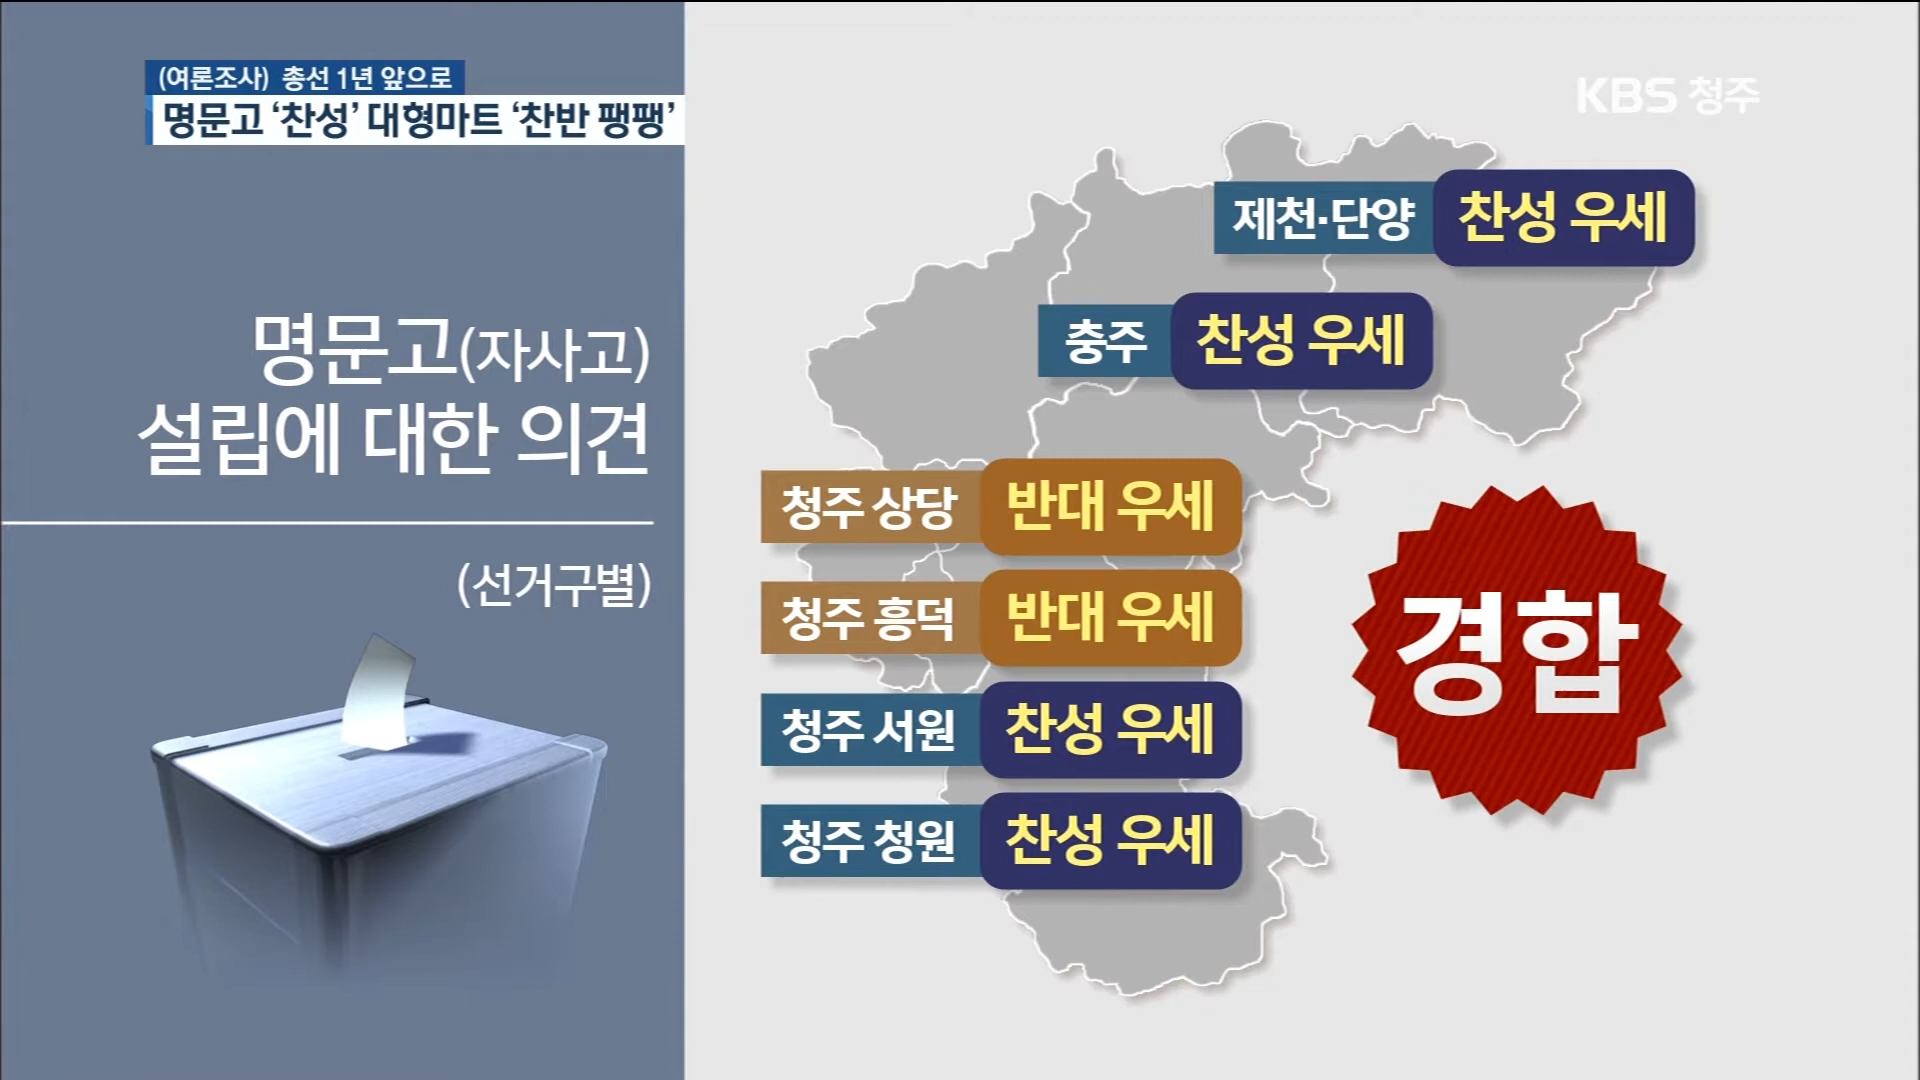 (여론조사) 총선 1년 앞으로
명문고 ‘찬성’ 대형마트 ‘찬반 팽팽’
KBS 청주
명문고(자사고)
설립에 대한 의견
(선거구별)
제천·단양 찬성 우세
충주 찬성 우세
청주 상당 반대 우세
청주 흥덕 반대 우세
청주 서원 찬성 우세
청주 청원 찬성 우세
경합